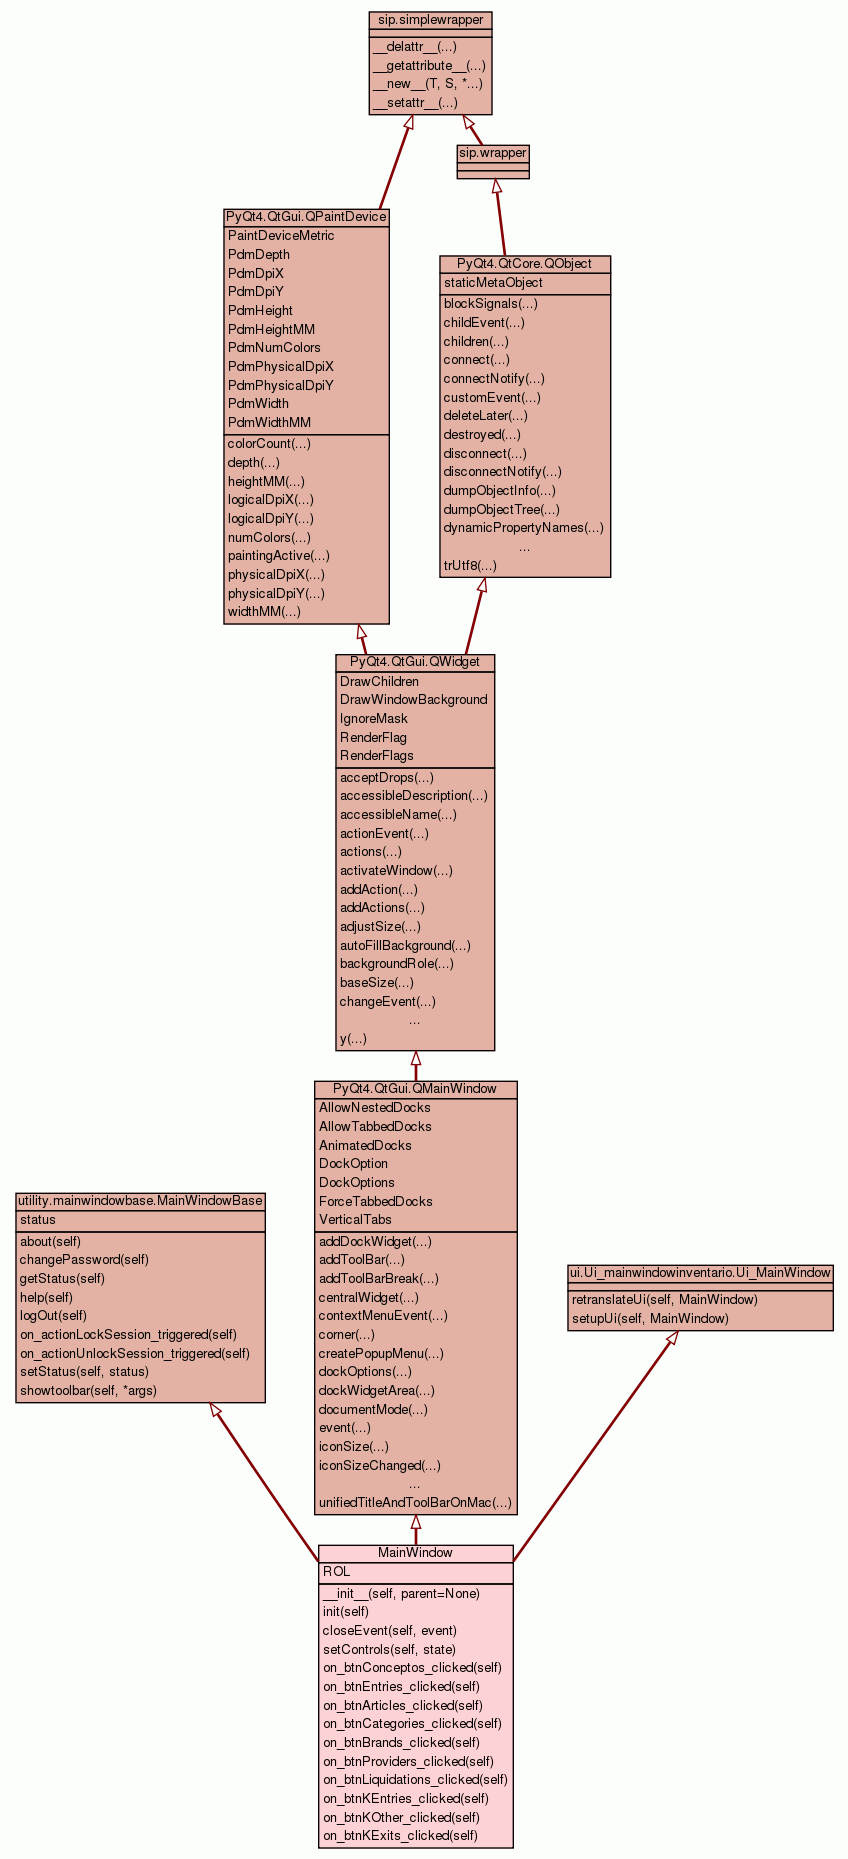 sip.simplewrapper
__delattr__(...)
__getattribute__(...)
__new__(T, S, *...)
__setattr__(...)
sip.wrapper
PyQt4.QtGui.QPaintDevice
PaintDeviceMetric
PdmDepth
PdmDpiX
PdmDpiY
PdmHeight
PdmHeightMM
PdmNumColors
PdmPhysicalDpiX
PdmPhysicalDpiY
PdmWidth
PdmWidthMM
colorCount(...)
depth(...)
heightMM(...)
logicalDpiX(...)
logicalDpiY(...)
numColors(...)
paintingActive(...)
physicalDpiX(...)
physicalDpiY(...)
widthMM(...)
PyQt4.QtCore.QObject
staticMetaObject
blockSignals(...)
childEvent(...)
children(...)
connect(...)
connectNotify(...)
customEvent(...)
deleteLater(...)
destroyed(...)
disconnect(...)
disconnectNotify(...)
dumpObjectInfo(...)
dumpObjectTree(...)
dynamicPropertyNames(...)
...
trUtf8(...)
PyQt4.QtGui.QWidget
DrawChildren
DrawWindowBackground
IgnoreMask
RenderFlag
RenderFlags
acceptDrops(...)
accessibleDescription(...)
accessibleName(...)
actionEvent(...)
actions(...)
activateWindow(...)
addAction(...)
addActions(...)
adjustSize(...)
autoFillBackground(...)
backgroundRole(...)
baseSize(...)
changeEvent(...)
...
y(...)
PyQt4.QtGui.QMainWindow
AllowNestedDocks
AllowTabbedDocks
AnimatedDocks
DockOption
DockOptions
ForceTabbedDocks
VerticalTabs
addDockWidget(...)
addToolBar(...)
addToolBarBreak(...)
centralWidget(...)
contextMenuEvent(...)
corner(...)
createPopupMenu(...)
dockOptions(...)
dockWidgetArea(...)
documentMode(...)
event(...)
iconSize(...)
iconSizeChanged(...)
...
unifiedTitleAndToolBarOnMac(...)
utility.mainwindowbase.MainWindowBase
status
about(self)
changePassword(self)
getStatus(self)
help(self)
logOut(self)
on_actionLockSession_triggered(self)
on_actionUnlockSession_triggered(self)
setStatus(self, status)
showtoolbar(self, *args)
ui.Ui_mainwindowinventario.Ui_MainWindow
retranslateUi(self, MainWindow)
setupUi(self, MainWindow)
MainWindow
ROL
__init__(self, parent=None)
init(self)
closeEvent(self, event)
setControls(self, state)
on_btnConceptos_clicked(self)
on_btnEntries_clicked(self)
on_btnArticles_clicked(self)
on_btnCategories_clicked(self)
on_btnBrands_clicked(self)
on_btnProviders_clicked(self)
on_btnLiquidations_clicked(self)
on_btnKEntries_clicked(self)
on_btnKOther_clicked(self)
on_btnKExits_clicked(self)